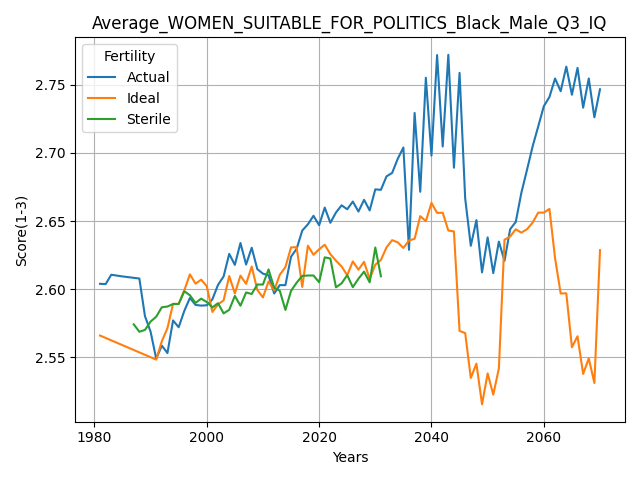 Average_WOMEN_SUITABLE_FOR_POLITICS_Black_Male_Q3_IQ
Fertility
Actual
Ideal
Sterile
Score(1-3)
2.75
2.70
2.65
2.60
2.55
1980
2000
2020
2040
2060
Years